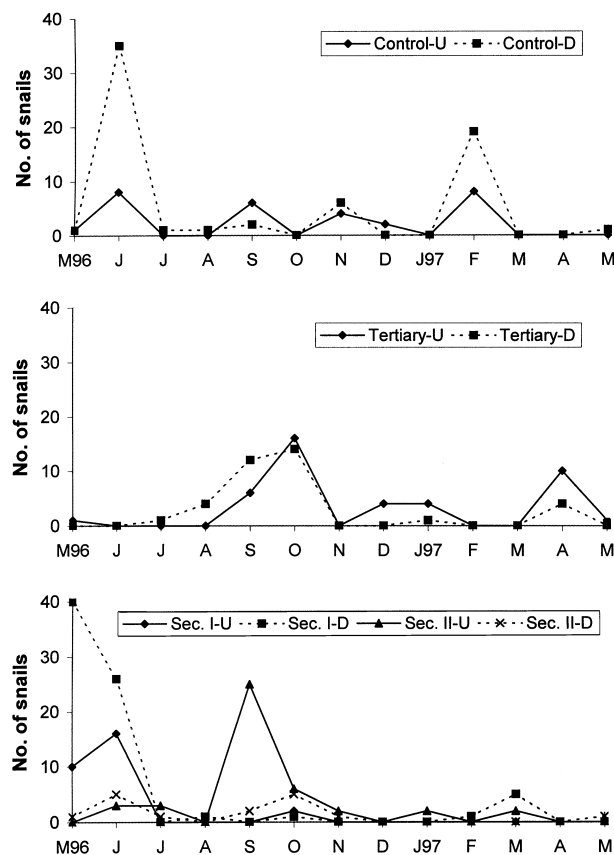 40
30
20
10
0
No. of snails
Control-U Control-D
M96 J J A S O N D J97 F M A M
40
30
20
10
0
No. of snails
Tertiary-U Tertiary-D
M96 J J A S O N D J97 F M A M
40
30
20
10
0
No. of snails
Sec. I-U Sec. I-D Sec. II-U Sec. II-D
M96 J J A S O N D J97 F M A M